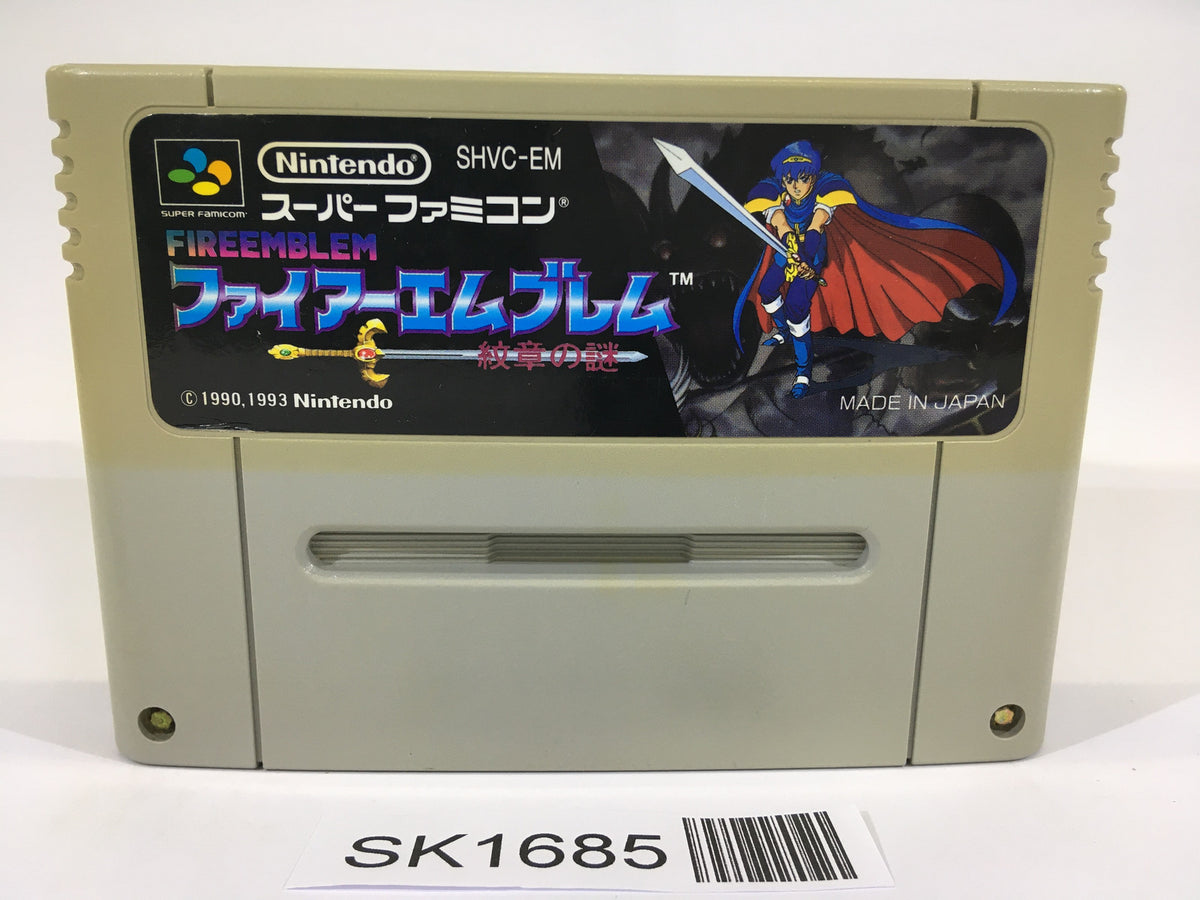 Nintendo®
SHVC-EM
SUPER FAMICOM
スーパーファミコン®
FIREEMBLEM
ファイアーエムブレム™
紋章の謎
©1990,1993 Nintendo
MADE IN JAPAN
SK1685